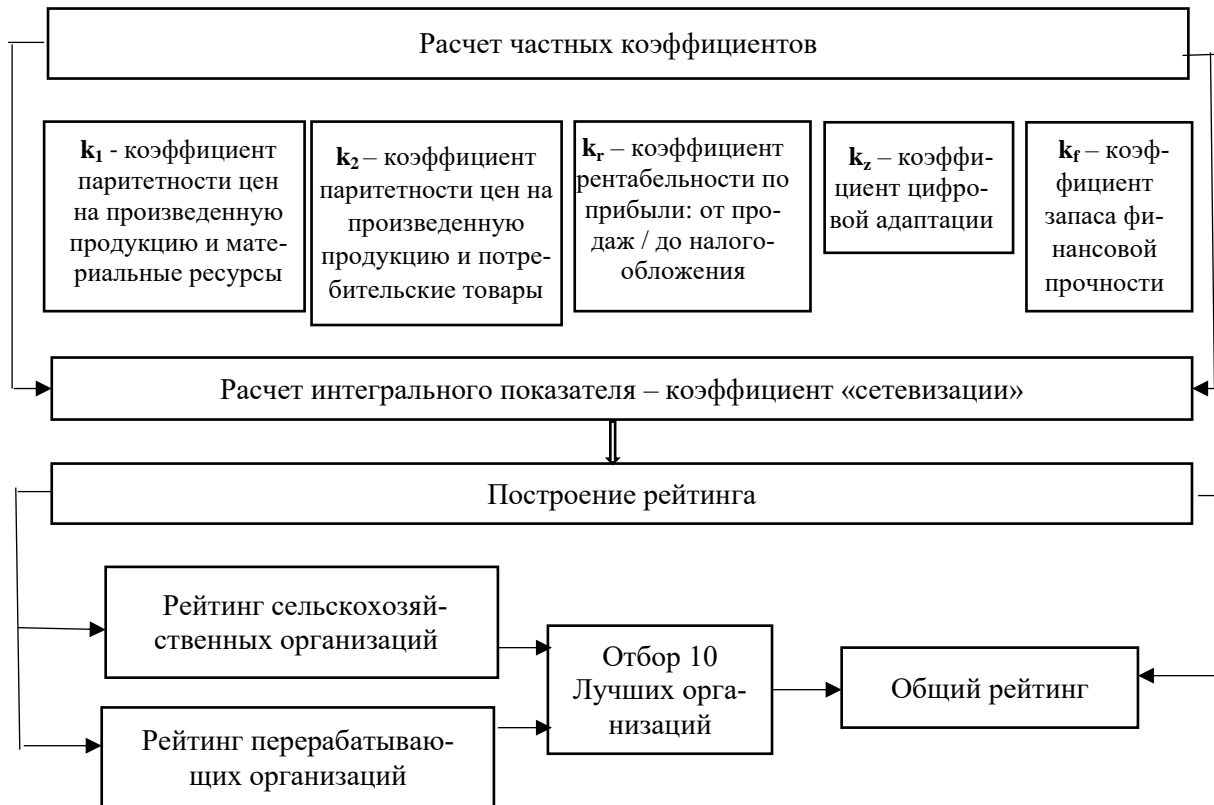 Расчет частных коэффициентов
k1 - коэффициент
паритетности цен
на произведенную
продукцию и мате-
риальные ресурсы
k2 – коэффициент
паритетности цен на
произведенную
продукцию и потре-
бительские товары
kr – коэффициент
рентабельности по
прибыли: от про-
даж / до налого-
обложения
kz – коэффи-
циент цифро-
вой адаптации
kf – коэф-
фициент
запаса фи-
нансовой
прочности
Расчет интегрального показателя – коэффициент «сетевизации»
Построение рейтинга
Рейтинг сельскохозяй-
ственных организаций
Рейтинг перерабатываю-
щих организаций
Отбор 10
Лучших орга-
низаций
Общий рейтинг